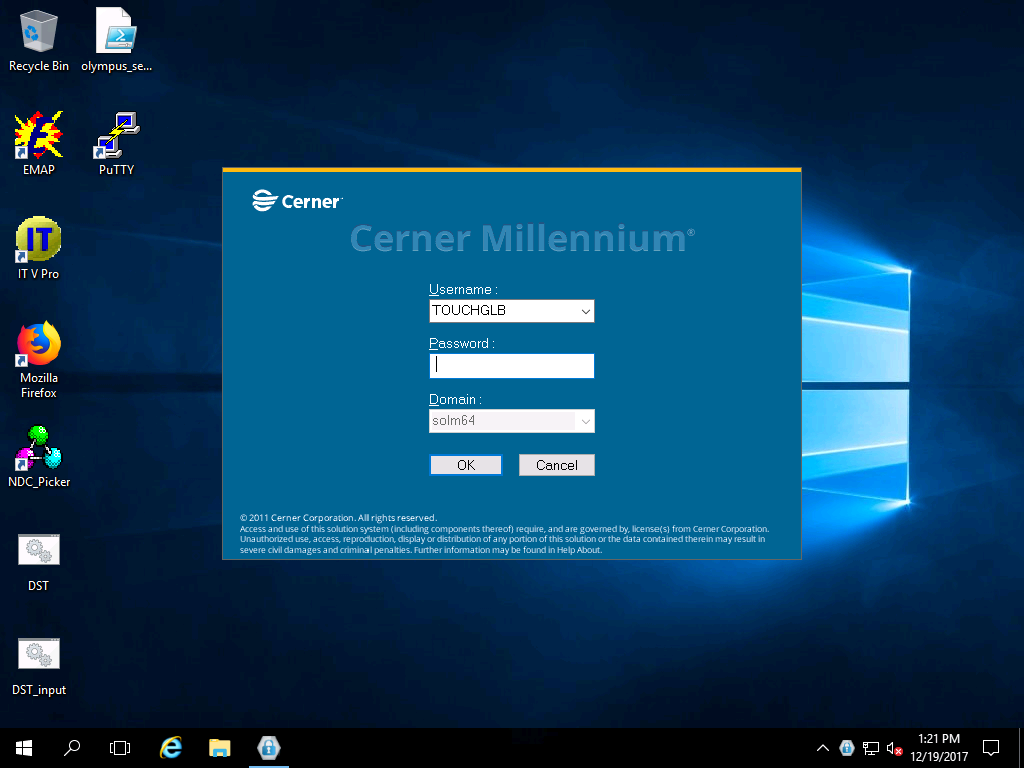 Recycle Bin
olympus_se...
EMAP
PuTTY
IT
IT V Pro
Mozilla
Firefox
NDC_Picker
DST
DST_input
Cerner
Cerner Millennium®
Username :
TOUCHGLB
Password :
Domain :
solm64
OK
Cancel
© 2011 Cerner Corporation. All rights reserved.
Access and use of this solution system (including components thereof) require, and are governed by, license(s) from Cerner Corporation.
Unauthorized use, access, reproduction, display or distribution of any portion of this solution or the data contained therein may result in
severe civil damages and criminal penalties. Further information may be found in Help About.
1:21 PM
12/19/2017